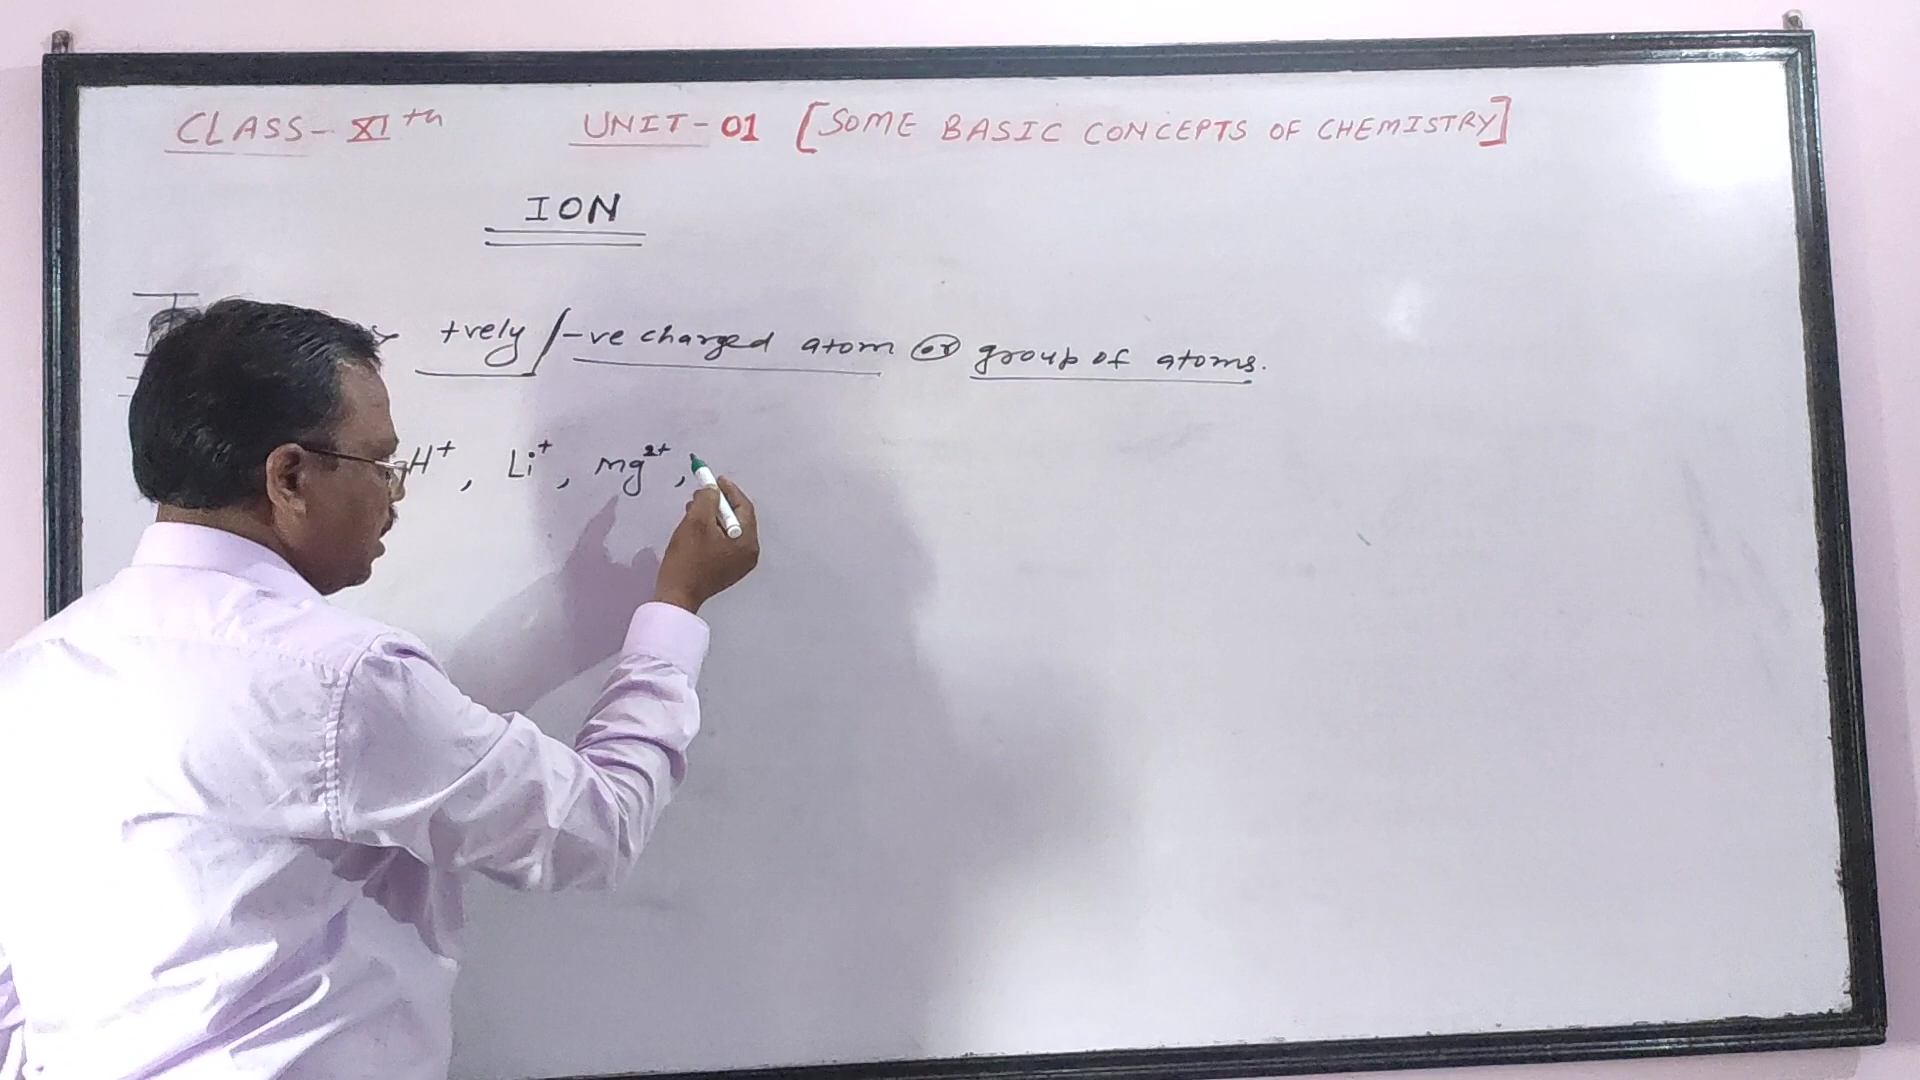 CLASS-XIth UNIT-01 [SOME BASIC CONCEPTS OF CHEMISTRY]
ION
+vely/-ve charged atom or group of atoms.
H⁺, Li⁺, Mg²⁺,